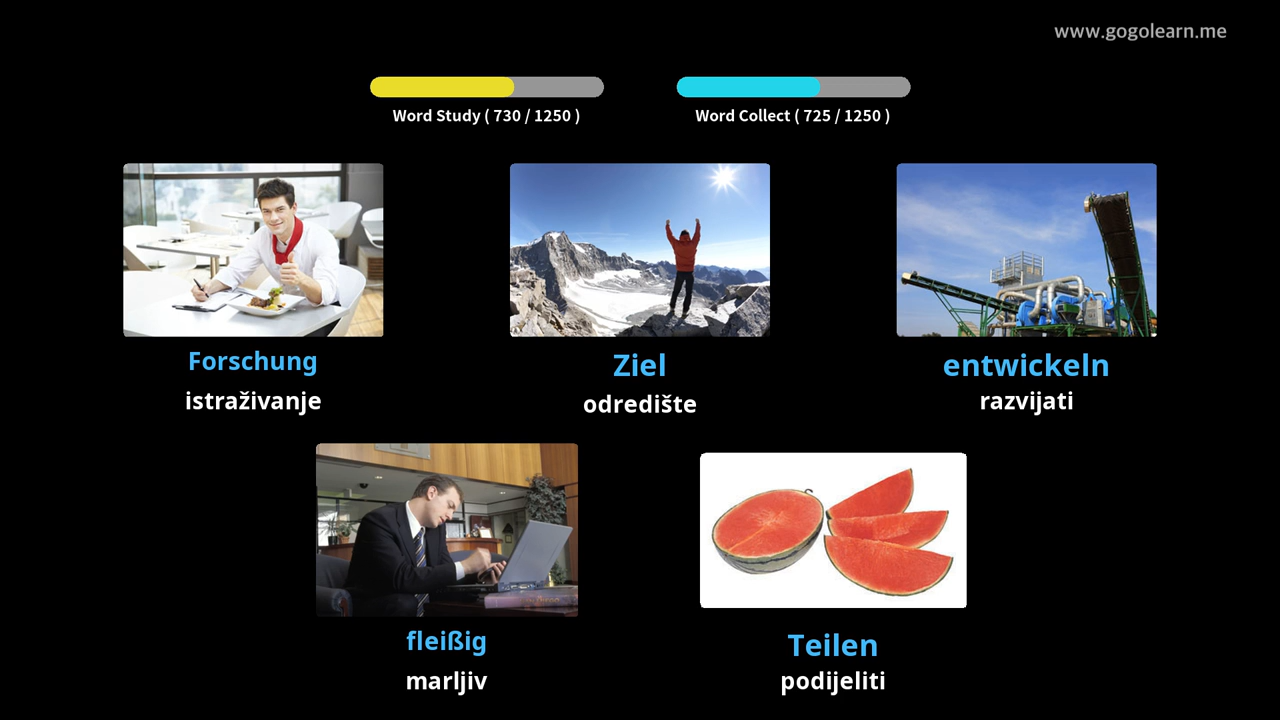 www.gogolearn.me
Word Study ( 730 / 1250 )
Word Collect ( 725 / 1250 )
Forschung
istraživanje
Ziel
odredište
entwickeln
razvijati
fleißig
marljiv
Teilen
podijeliti